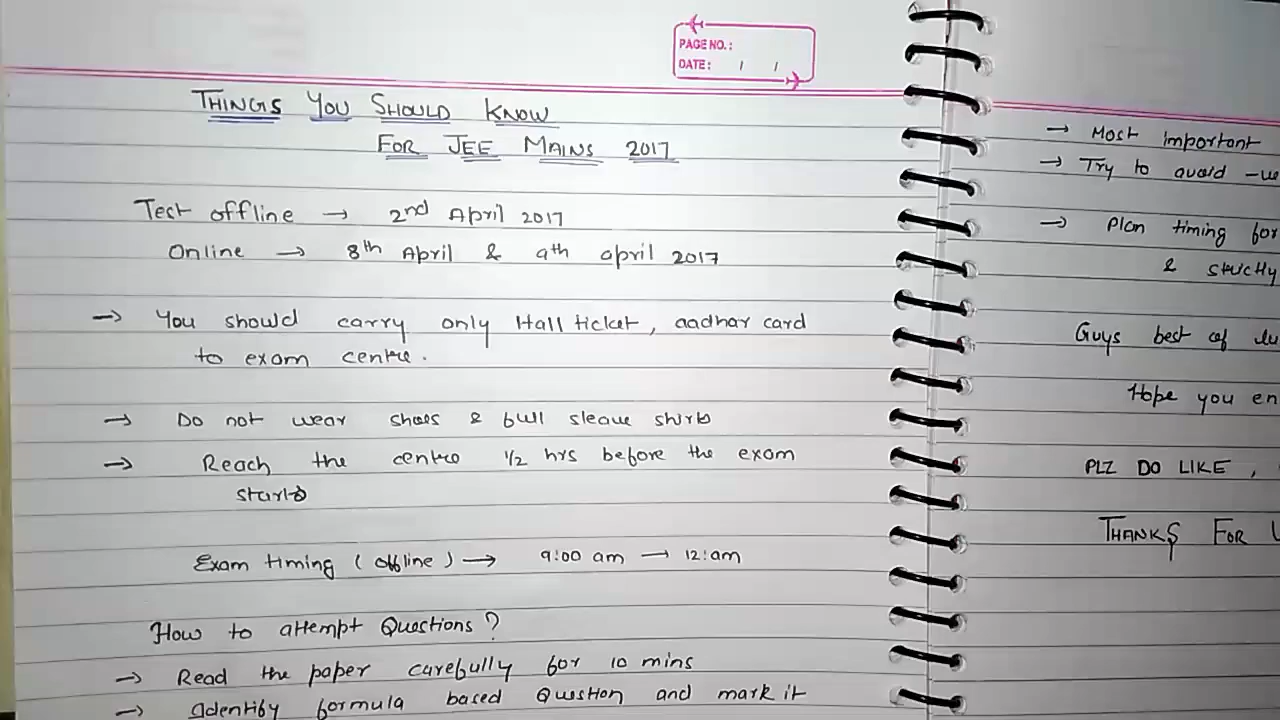 PAGE NO.:
DATE: / /
THINGS YOU SHOULD KNOW
FOR JEE MAINS 2017
Test offline → 2nd April 2017
Online → 8th April & 9th april 2017
→ You should carry only Hall ticket, aadhar card
to exam centre.
→ Do not wear shoes & full sleave shirts
→ Reach the centre 1/2 hrs before the exam
starts
Exam timing (offline) → 9:00 am → 12:am
How to attempt Questions?
→ Read the paper carefully for 10 mins
→ Identify formula based Question and mark it
→ Most important
→ Try to avoid -
→ Plan timing for
& strictly
Guys best of
Hope you
PLZ DO LIKE,
THANKS FOR